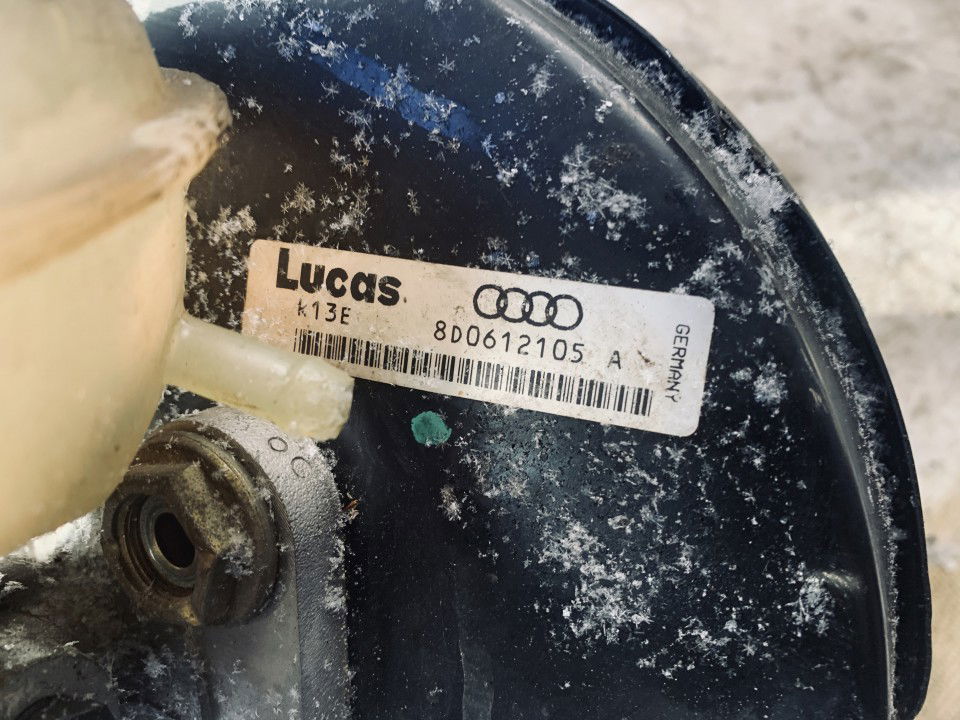 Lucas
K13E
8D0612105 A
GERMANY